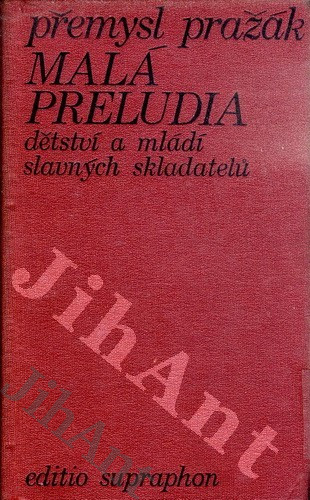 přemysl pražák
MALÁ
PRELUDIA
dětství a mládí
slavných skladatelů
JihAnt
JihAnt
editio supraphon